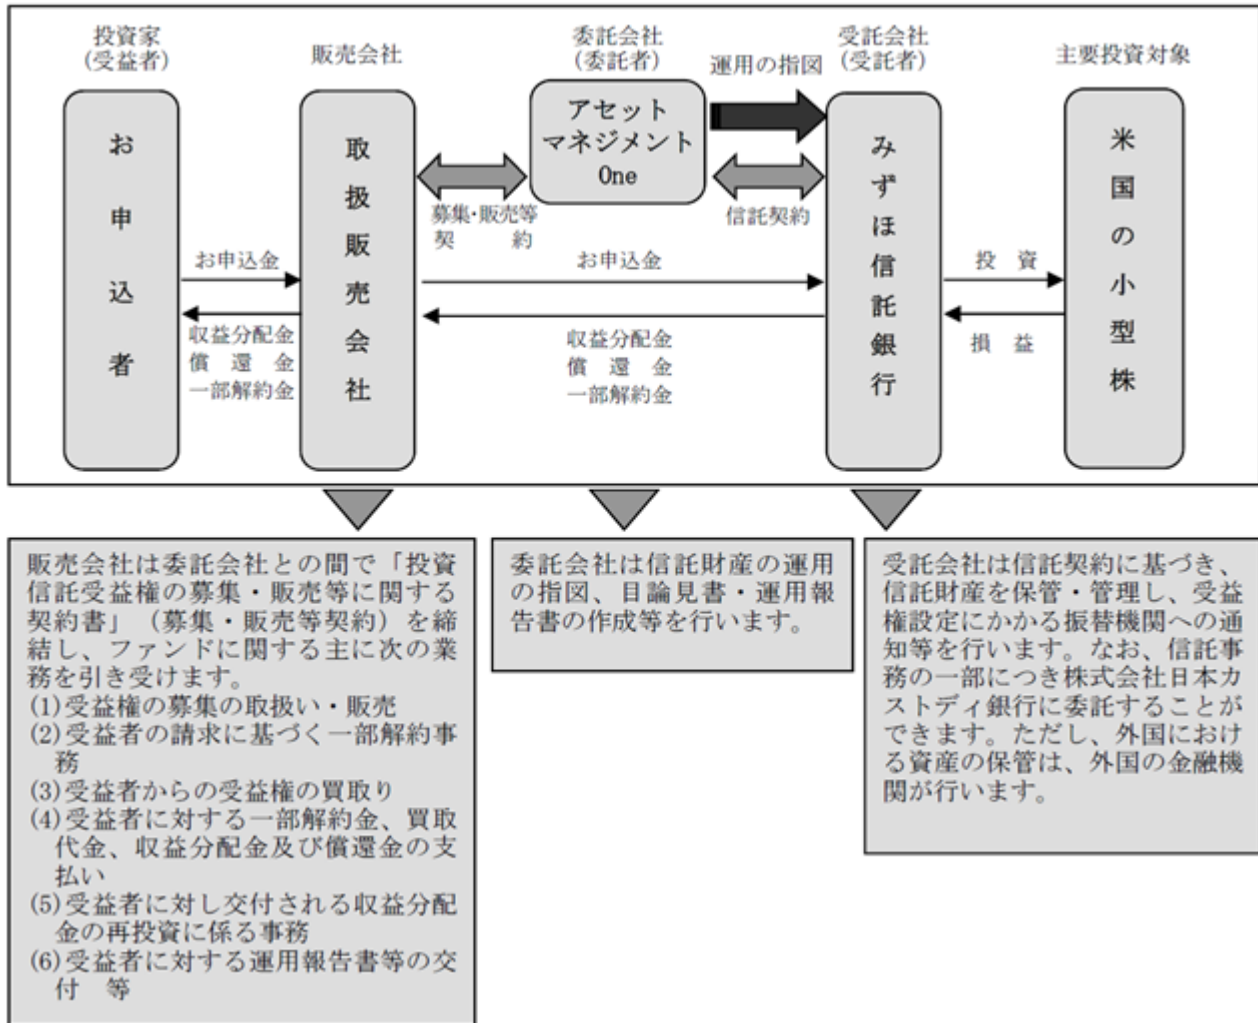 投資家
(受益者)
販売会社
委託会社
(委託者)
運用の指図
受託会社
(受託者)
主要投資対象
お申込者
取扱販売会社
アセット
マネジメント
One
みずほ信託銀行
米国の小型株
募集・販売等
契　約
信託契約
お申込金
収益分配金
償　還　金
一部解約金
お申込金
収益分配金
償　還　金
一部解約金
投　資
損　益
販売会社は委託会社との間で「投資
信託受益権の募集・販売等に関する
契約書」（募集・販売等契約）を締
結し、ファンドに関する主に次の業
務を引き受けます。
(1)受益権の募集の取扱い・販売
(2)受益者の請求に基づく一部解約事
務
(3)受益者からの受益権の買取り
(4)受益者に対する一部解約金、買取
代金、収益分配金及び償還金の支
払い
(5)受益者に対し交付される収益分配
金の再投資に係る事務
(6)受益者に対する運用報告書等の交
付　等
委託会社は信託財産の運用
の指図、目論見書・運用報
告書の作成等を行います。
受託会社は信託契約に基づき、
信託財産を保管・管理し、受益
権設定にかかる振替機関への通
知等を行います。なお、信託事
務の一部につき株式会社日本カ
ストディ銀行に委託することが
できます。ただし、外国におけ
る資産の保管は、外国の金融機
関が行います。